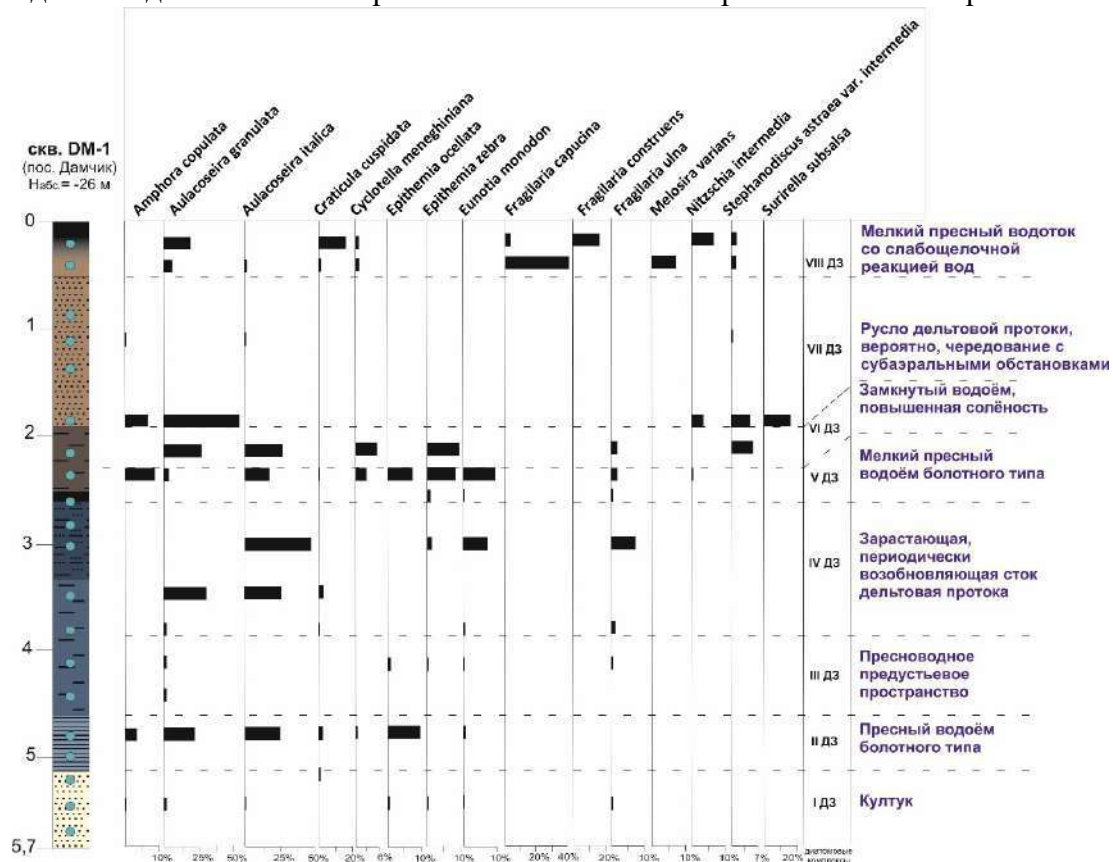 скв. DM-1
(пос. Дамчик)
Набс.= -26 м
Amphora copulata
Aulacoseira granulata
Aulacoseira italica
Craticula cuspidata
Cyclotella meneghiniana
Epithemia ocellata
Epithemia zebra
Eunotia monodon
Fragilaria capucina
Fragilaria construens
Fragilaria ulna
Melosira varians
Nitzschia intermedia
Stephanodiscus astraea var. intermedia
Surirella subsalsa
0
1
2
3
4
5
5,7
VIII ДЗ
VII ДЗ
VI ДЗ
V ДЗ
IV ДЗ
III ДЗ
II ДЗ
I ДЗ
Мелкий пресный водоток
со слабощелочной
реакцией вод
Русло дельтовой протоки,
вероятно, чередование с
субаэральными обстановками
Замкнутый водоём,
повышенная солёность
Мелкий пресный
водоём болотного типа
Зарастающая,
периодически
возобновляющая сток
дельтовая протока
Пресноводное
предустьевое
пространство
Пресный водоём
болотного типа
Култук
10% 25% 50% 25% 50% 20% 6% 10% 10% 10% 20% 40% 20% 10% 10% 10% 7% 20%